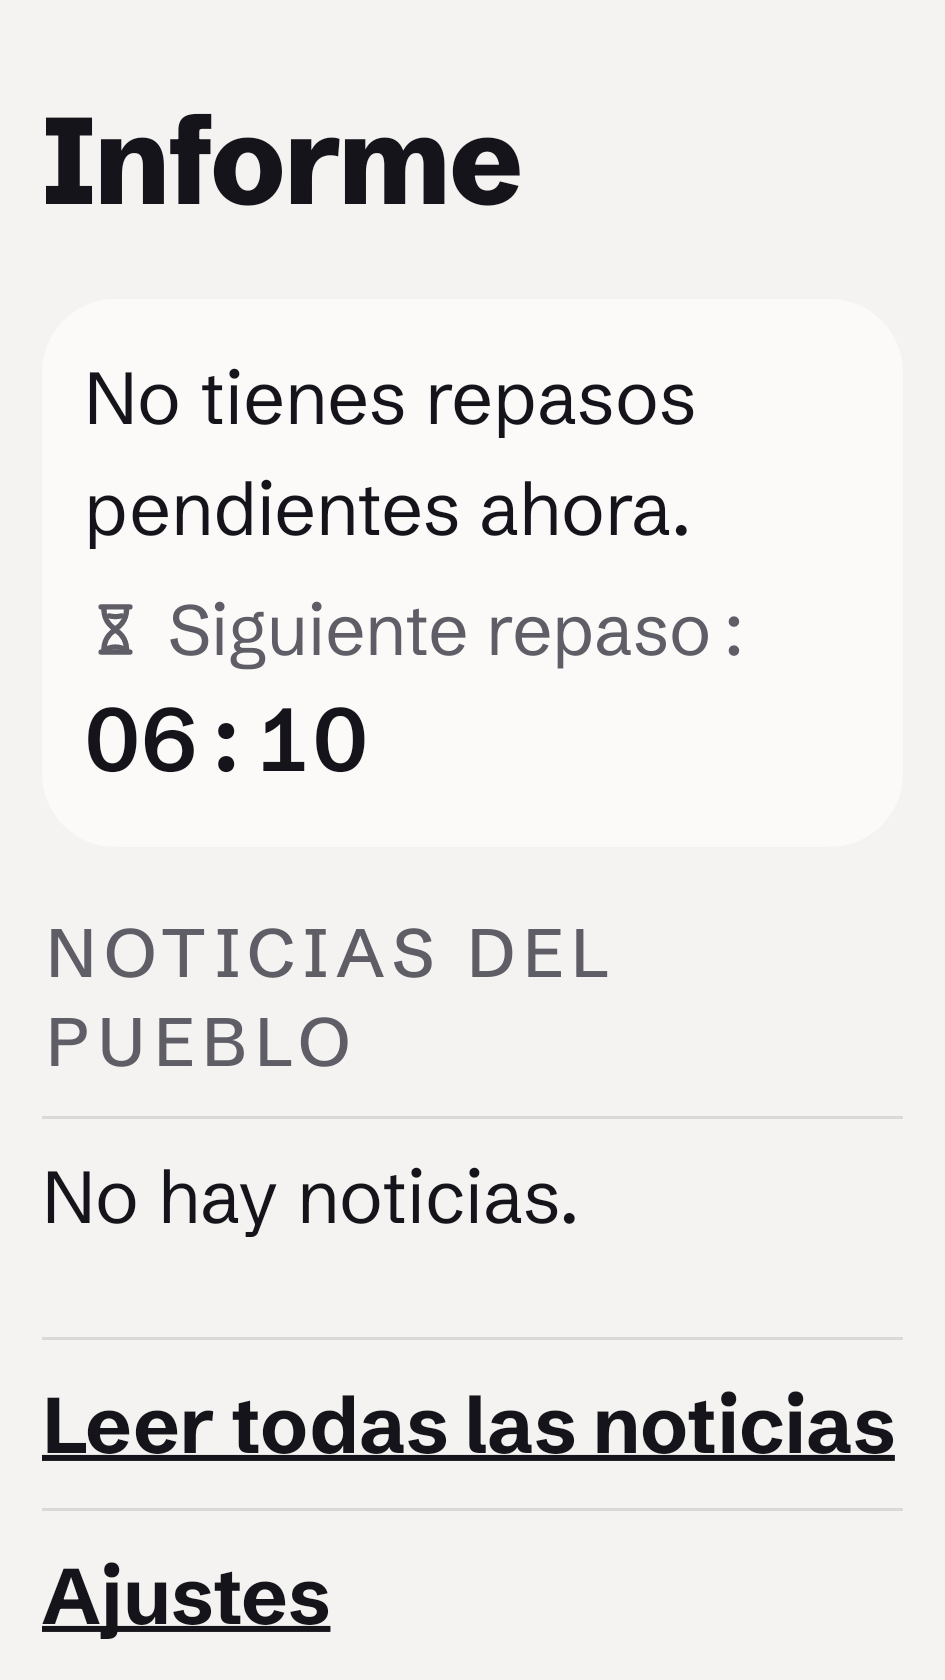 Informe
No tienes repasos
pendientes ahora.
Siguiente repaso:
06:10
NOTICIAS DEL
PUEBLO
No hay noticias.
Leer todas las noticias
Ajustes